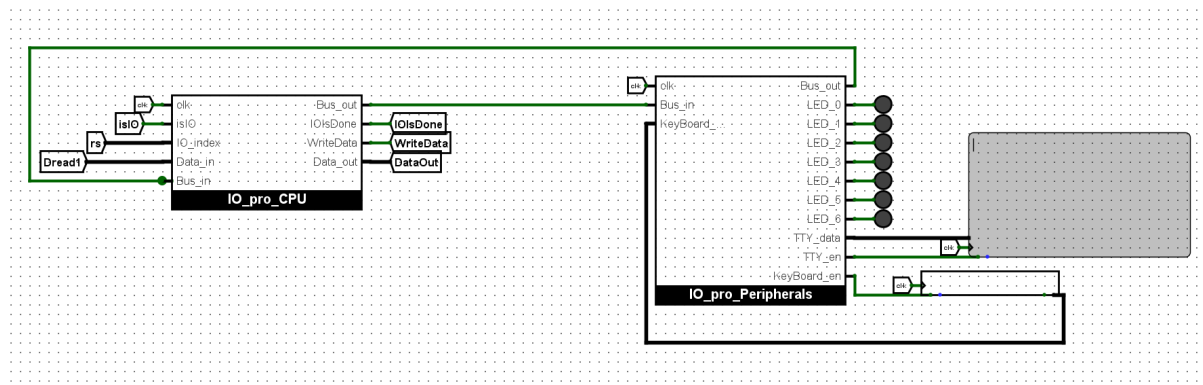 clk
isIO
rs
Dread1
clk
isIO
IO_index
Data_in
Bus_in
Bus_out
IOIsDone
WriteData
Data_out
IO_pro_CPU
IOIsDone
WriteData
DataOut
clk
clk
Bus_in
KeyBoard_...
Bus_out
LED_0
LED_1
LED_2
LED_3
LED_4
LED_5
LED_6
TTY_data
TTY_en
KeyBoard_en
IO_pro_Peripherals
clk
clk